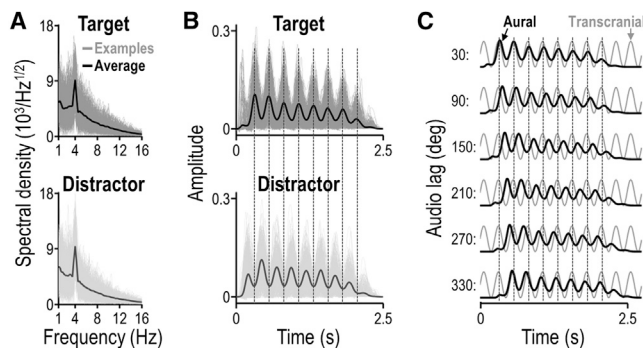 A
Target
Examples
Average
Spectral density (10³/Hz^1/2)
18
9
0
1 4 8 12 16
Distractor
18
9
0
1 4 8 12 16
Frequency (Hz)
B
Target
Amplitude
0.3
0
0 2.5
Distractor
0.3
0
0 2.5
Time (s)
C
Aural
Transcranial
Audio lag (deg)
30:
90:
150:
210:
270:
330:
0 2.5
Time (s)